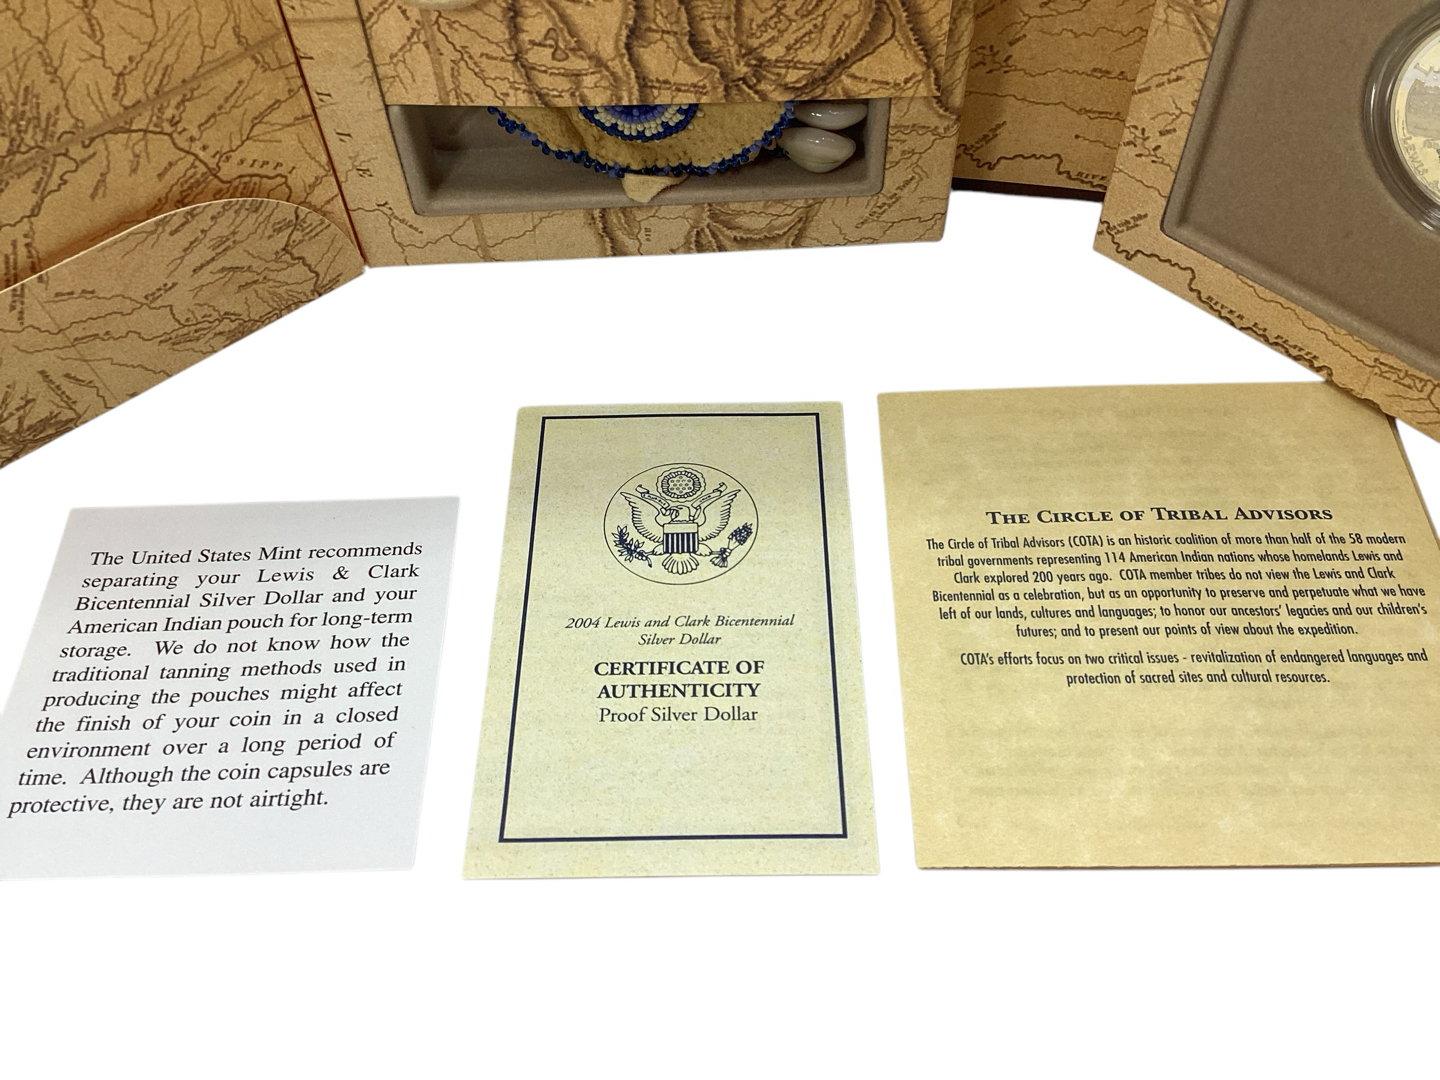 MISSISSIPPI
RIVER
RIVER LA PLATTE
LEWIS
The United States Mint recommends
separating your Lewis & Clark
Bicentennial Silver Dollar and your
American Indian pouch for long-term
storage. We do not know how the
traditional tanning methods used in
producing the pouches might affect
the finish of your coin in a closed
environment over a long period of
time. Although the coin capsules are
protective, they are not airtight.
2004 Lewis and Clark Bicentennial
Silver Dollar
CERTIFICATE OF
AUTHENTICITY
Proof Silver Dollar
THE CIRCLE OF TRIBAL ADVISORS
The Circle of Tribal Advisors (COTA) is an historic coalition of more than half of the 58 modern
tribal governments representing 114 American Indian nations whose homelands Lewis and
Clark explored 200 years ago. COTA member tribes do not view the Lewis and Clark
Bicentennial as a celebration, but as an opportunity to preserve and perpetuate what we have
left of our lands, cultures and languages; to honor our ancestors' legacies and our children's
futures; and to present our points of view about the expedition.
COTA's efforts focus on two critical issues - revitalization of endangered languages and
protection of sacred sites and cultural resources.